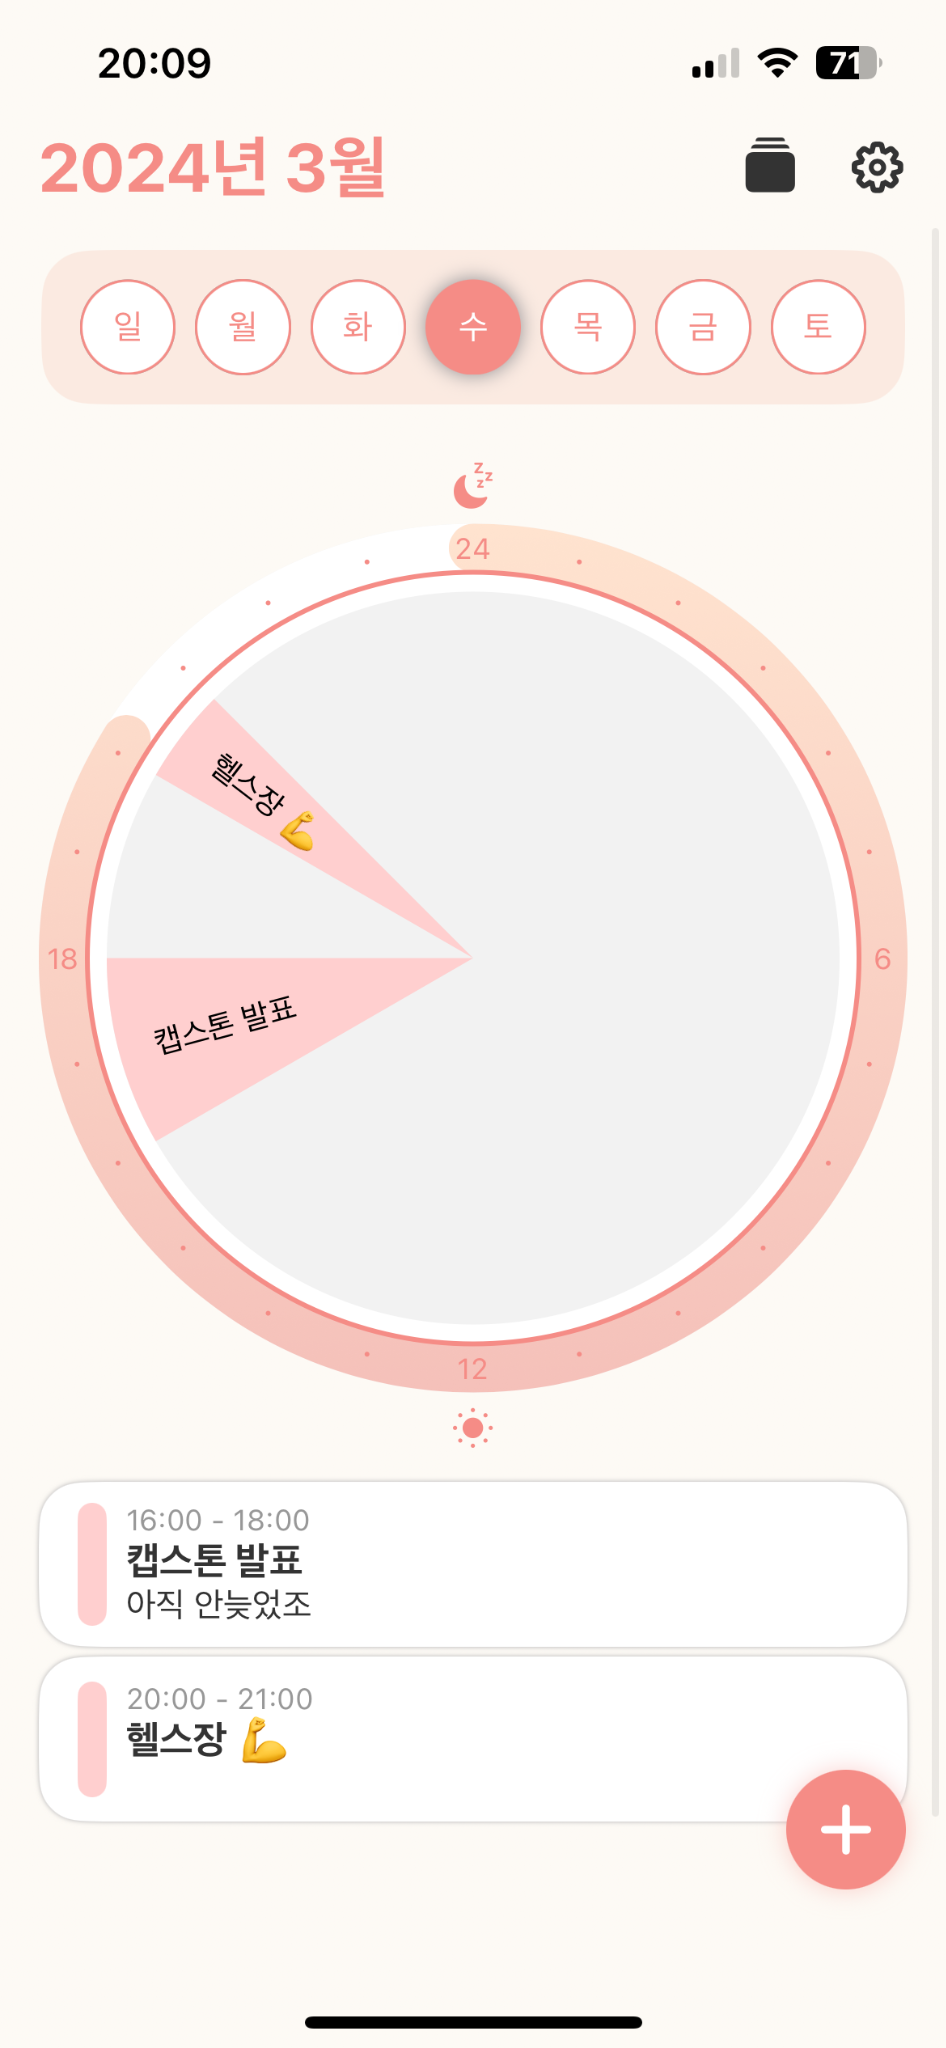 20:09
71
2024년 3월
일 월 화 수 목 금 토
z z z
24
헬스장 💪
18
6
캡스톤 발표
12
16:00 - 18:00
캡스톤 발표
아직 안늦었조
20:00 - 21:00
헬스장 💪